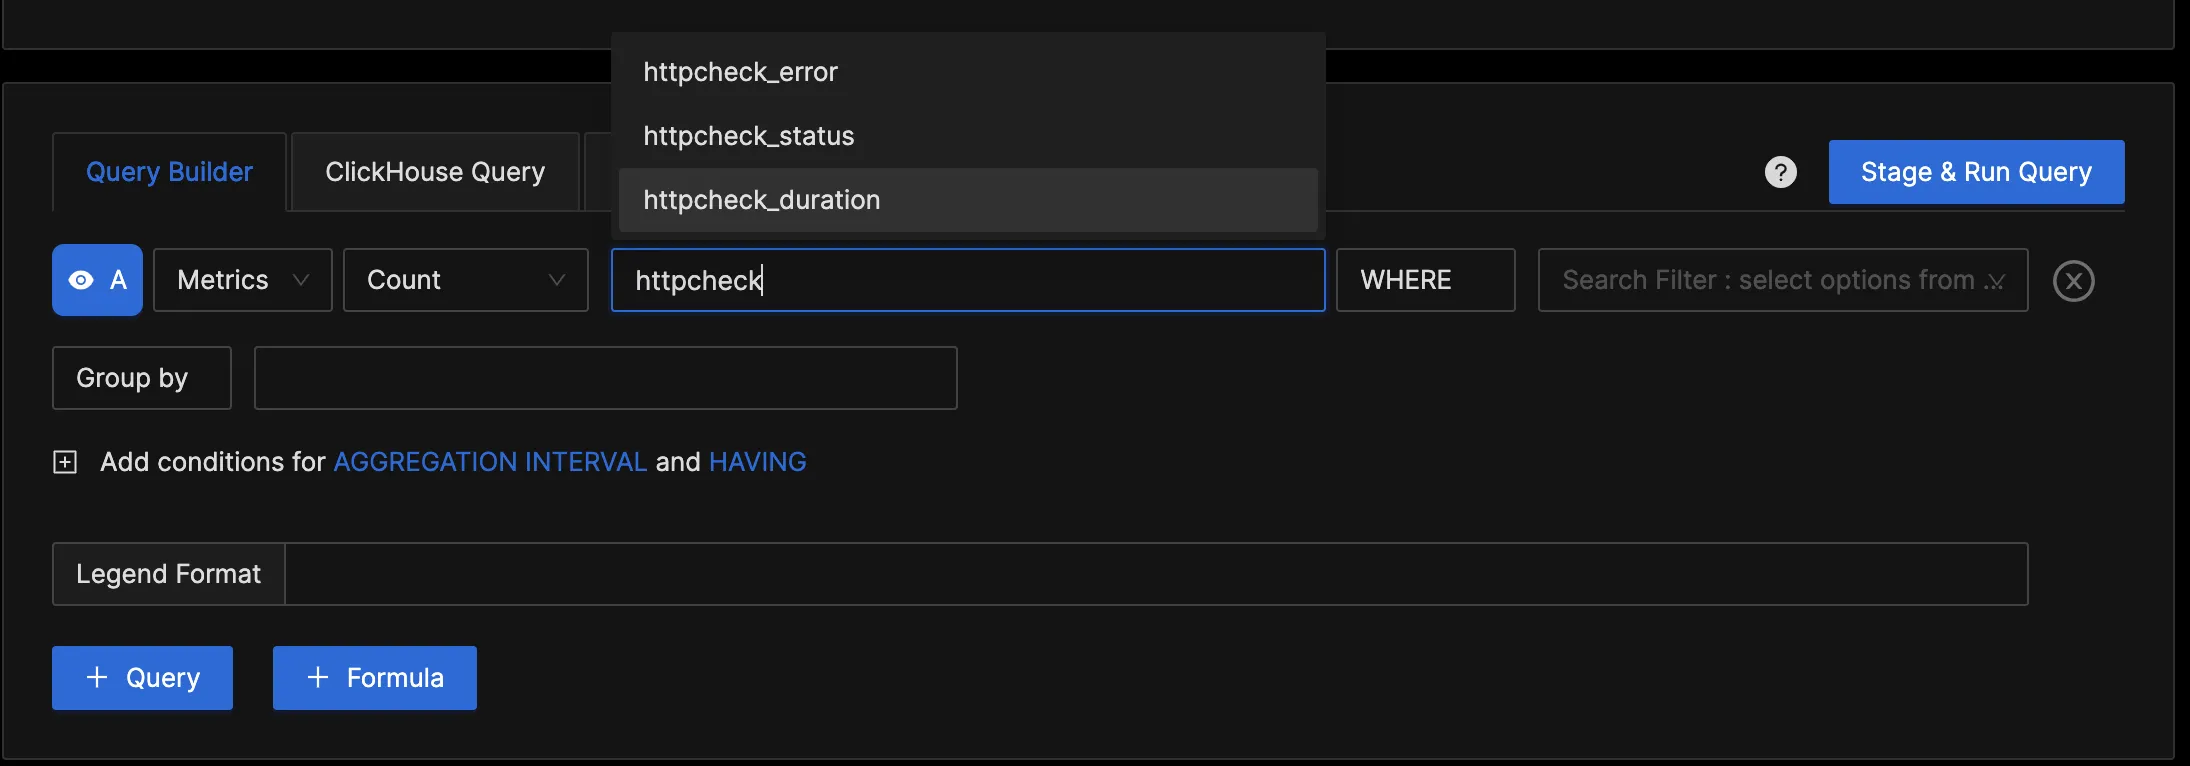 httpcheck_error
httpcheck_status
httpcheck_duration
Query Builder
ClickHouse Query
?
Stage & Run Query
A
Metrics
Count
httpcheck
WHERE
Search Filter : select options from ...
Group by
Add conditions for AGGREGATION INTERVAL and HAVING
Legend Format
+ Query
+ Formula